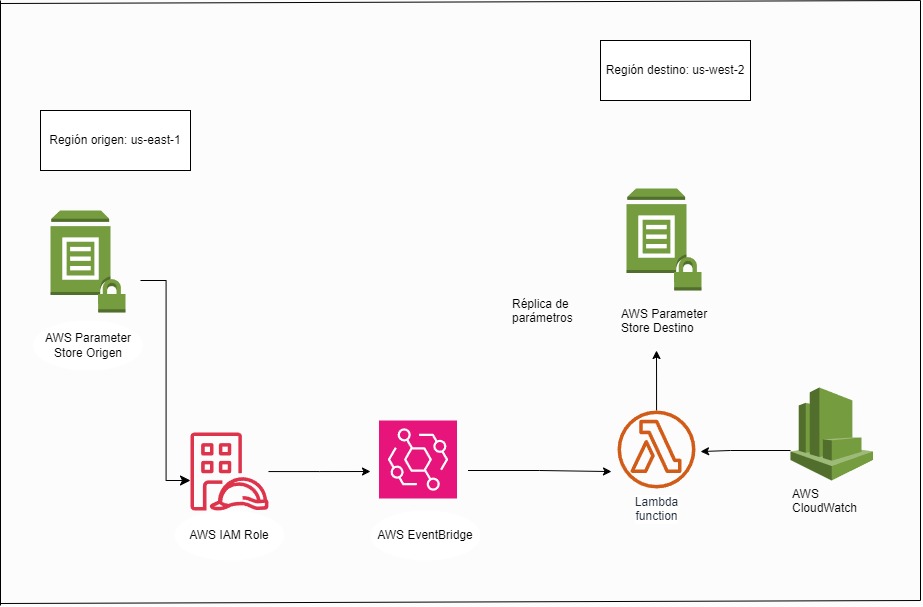 Región destino: us-west-2
Región origen: us-east-1
Réplica de
parámetros
AWS Parameter
Store Destino
AWS Parameter
Store Origen
AWS
CloudWatch
Lambda
function
AWS IAM Role
AWS EventBridge